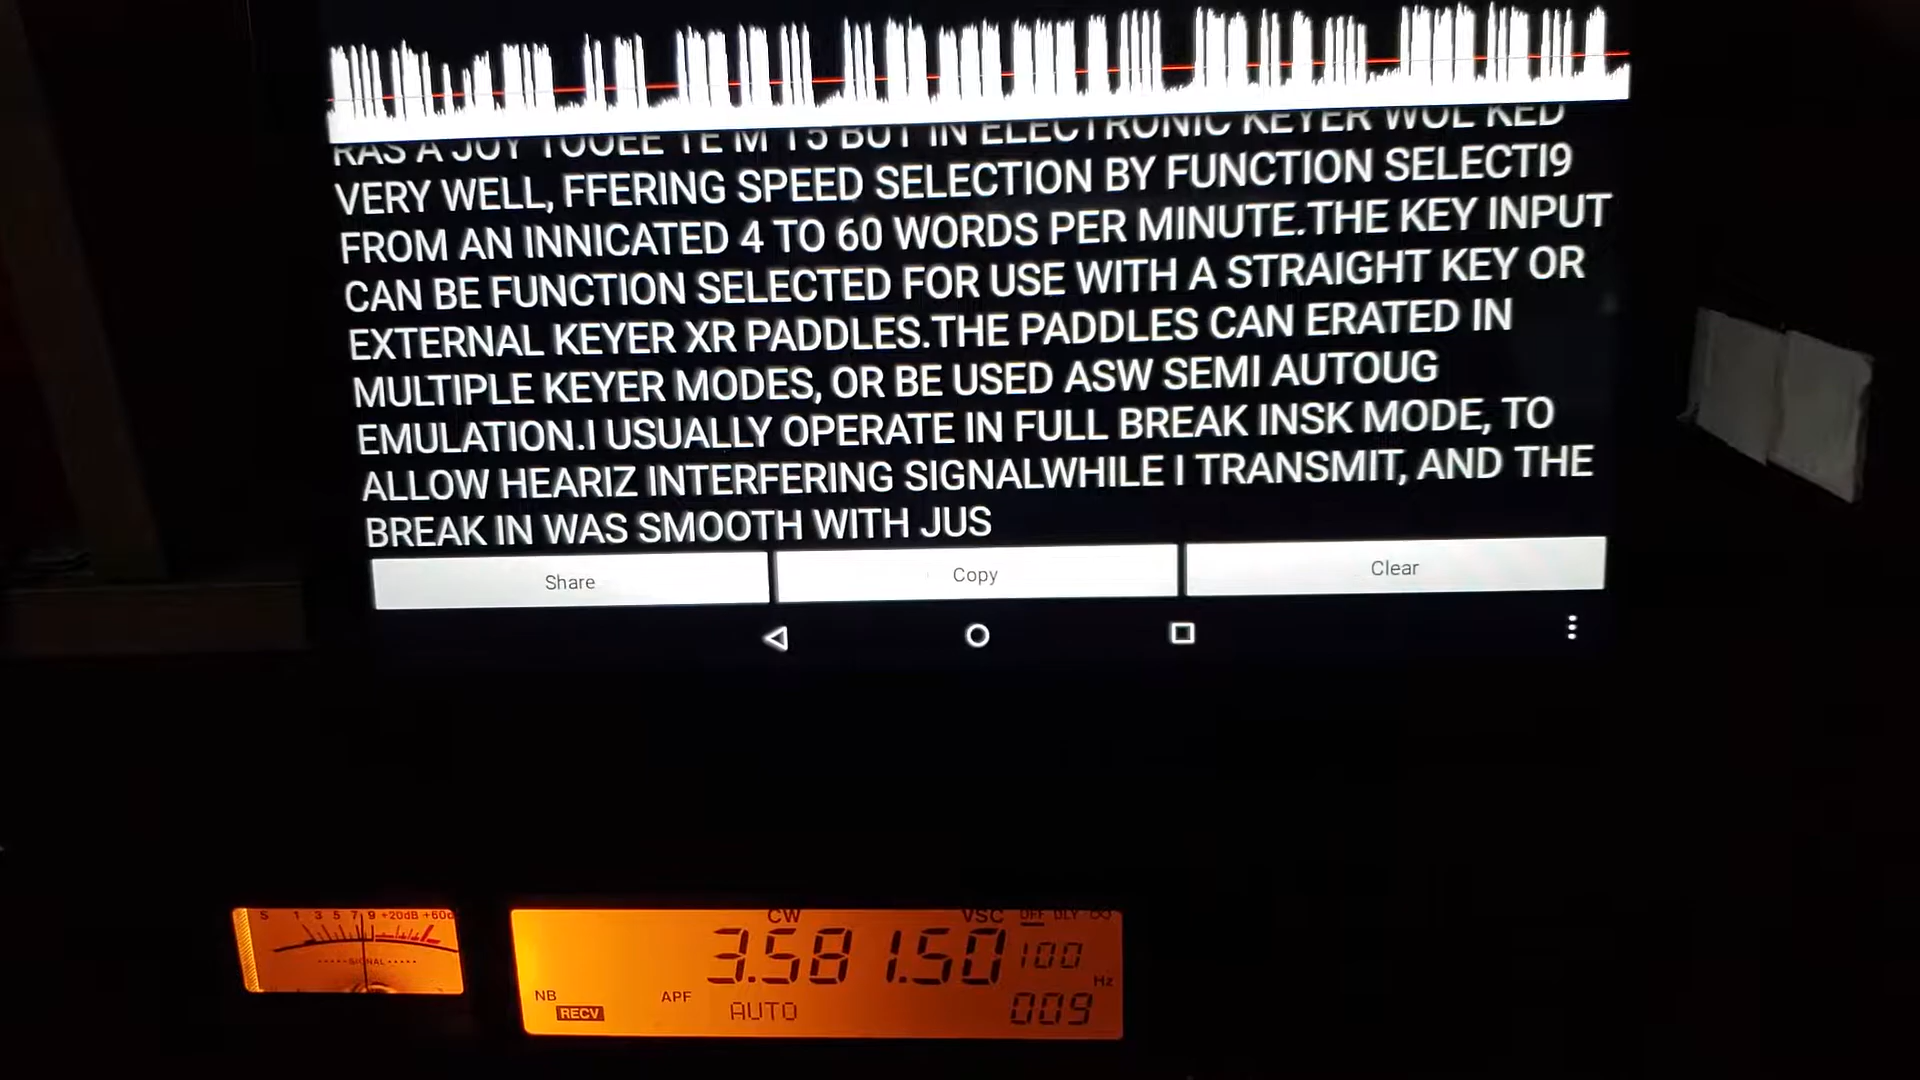 RAS A JOY TOUEE TE M T5 BUT IN ELECTRONIC KEYER WOL KED
VERY WELL, FFERING SPEED SELECTION BY FUNCTION SELECTI9
FROM AN INNICATED 4 TO 60 WORDS PER MINUTE.THE KEY INPUT
CAN BE FUNCTION SELECTED FOR USE WITH A STRAIGHT KEY OR
EXTERNAL KEYER XR PADDLES.THE PADDLES CAN ERATED IN
MULTIPLE KEYER MODES, OR BE USED ASW SEMI AUTOUG
EMULATION.I USUALLY OPERATE IN FULL BREAK INSK MODE, TO
ALLOW HEARIZ INTERFERING SIGNALWHILE I TRANSMIT, AND THE
BREAK IN WAS SMOOTH WITH JUS
Share Copy Clear
S 1 3 5 7 9 +20dB +60d
SIGNAL
CW VSC OFF DLY ∞
3.581.50 100
Hz
NB APF
RECV AUTO 009